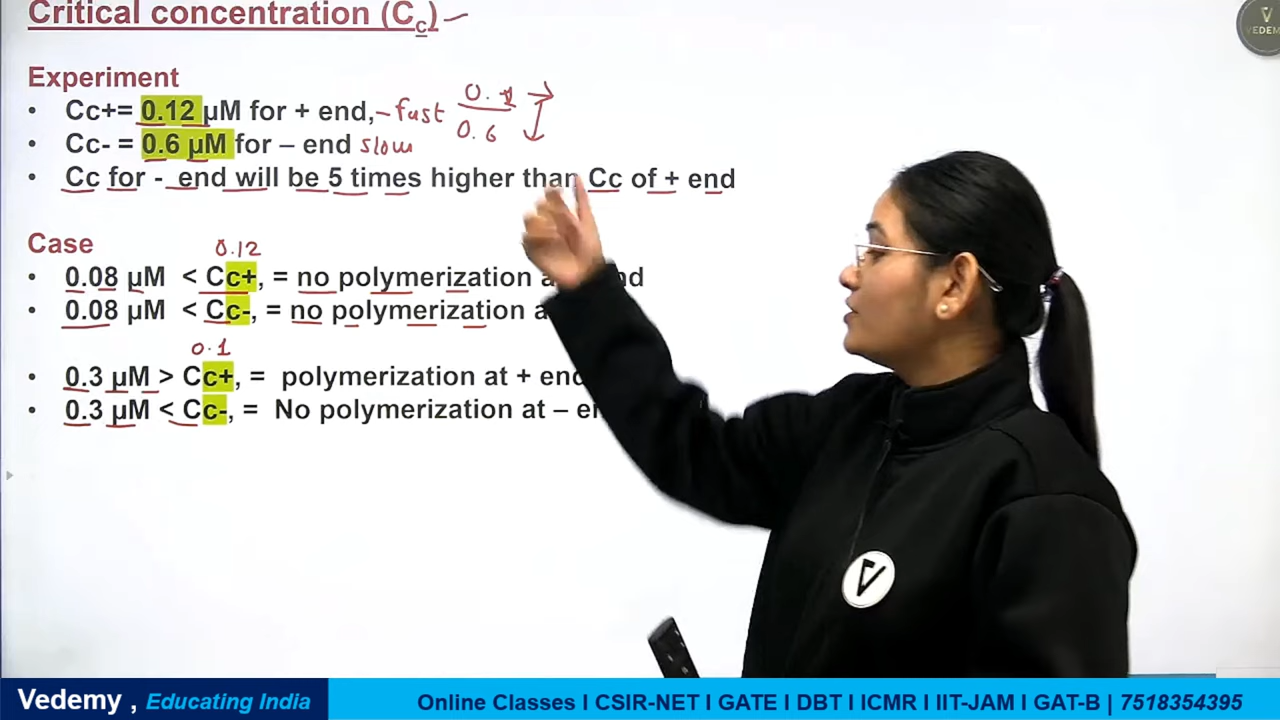 Critical concentration (Cc)
VEDEM
Experiment
• Cc+= 0.12 µM for + end, - fast
0.1
0.6
• Cc- = 0.6 µM for – end slow
• Cc for - end will be 5 times higher than Cc of + end
Case
0.12
• 0.08 µM < Cc+, = no polymerization
• 0.08 µM < Cc-, = no polymerization
0.1
• 0.3 µM > Cc+, = polymerization at + end
• 0.3 µM < Cc-, = No polymerization at –
Vedemy , Educating India
Online Classes I CSIR-NET I GATE I DBT I ICMR I IIT-JAM I GAT-B | 7518354395